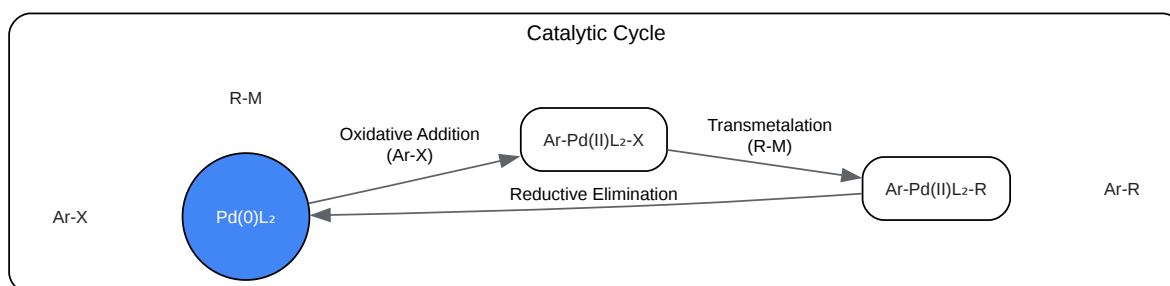 Catalytic Cycle
R-M
Oxidative Addition
(Ar-X)
Ar-Pd(II)L₂-X
Transmetalation
(R-M)
Reductive Elimination
Ar-Pd(II)L₂-R
Ar-R
Ar-X
Pd(0)L₂